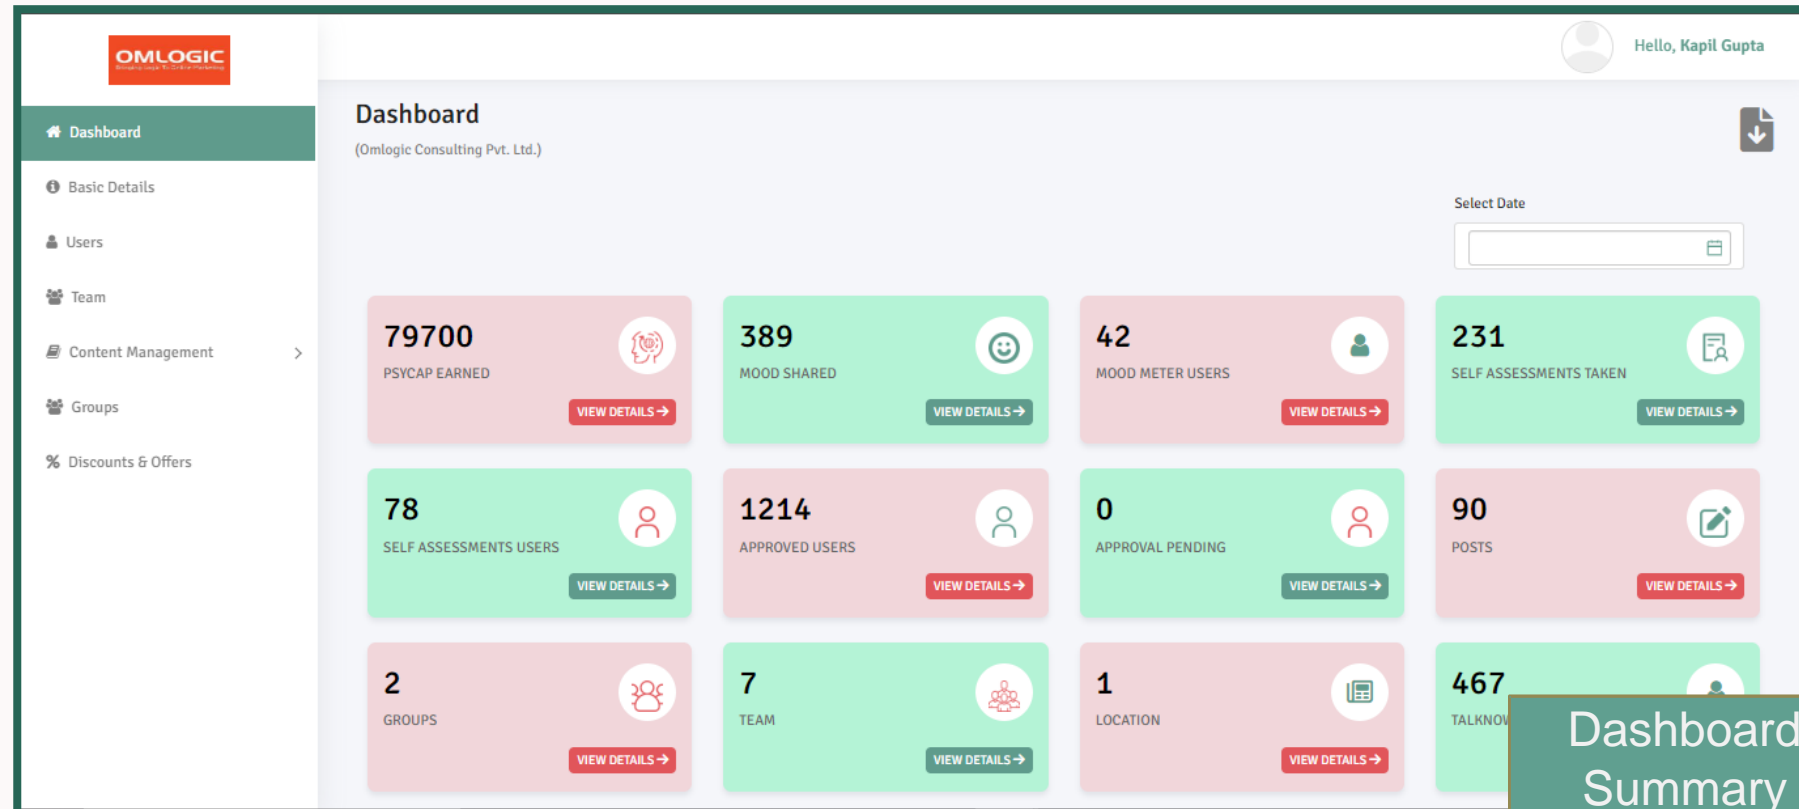 OMLOGIC
Hello, Kapil Gupta
Dashboard
Basic Details
Users
Team
Content Management
Groups
Discounts & Offers
Dashboard
(Omlogic Consulting Pvt. Ltd.)
Select Date
79700
PSYCAP EARNED
VIEW DETAILS
389
MOOD SHARED
VIEW DETAILS
42
MOOD METER USERS
VIEW DETAILS
231
SELF ASSESSMENTS TAKEN
VIEW DETAILS
78
SELF ASSESSMENTS USERS
VIEW DETAILS
1214
APPROVED USERS
VIEW DETAILS
0
APPROVAL PENDING
VIEW DETAILS
90
POSTS
VIEW DETAILS
2
GROUPS
VIEW DETAILS
7
TEAM
VIEW DETAILS
1
LOCATION
VIEW DETAILS
467
Dashboard
Summary